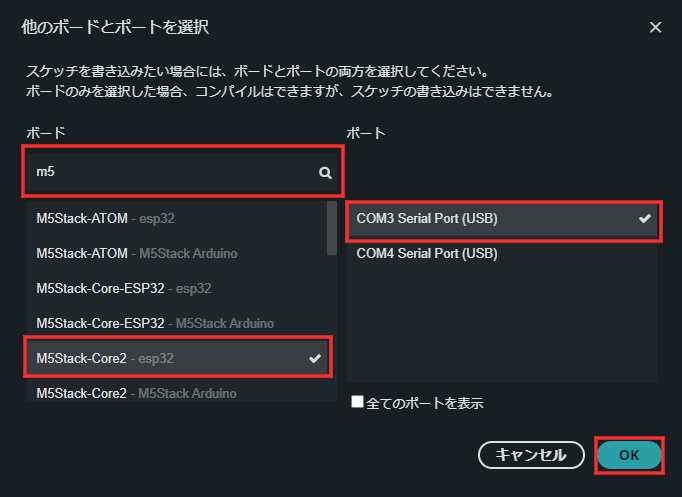 他のボードとポートを選択
スケッチを書き込みたい場合には、ボードとポートの両方を選択してください。
ボードのみを選択した場合、コンパイルはできますが、スケッチの書き込みはできません。
ボード
m5
M5Stack-ATOM - esp32
M5Stack-ATOM - M5Stack Arduino
M5Stack-Core-ESP32 - esp32
M5Stack-Core-ESP32 - M5Stack Arduino
M5Stack-Core2 - esp32
M5Stack-Core2 - M5Stack Arduino
ポート
COM3 Serial Port (USB)
COM4 Serial Port (USB)
全てのポートを表示
キャンセル
OK